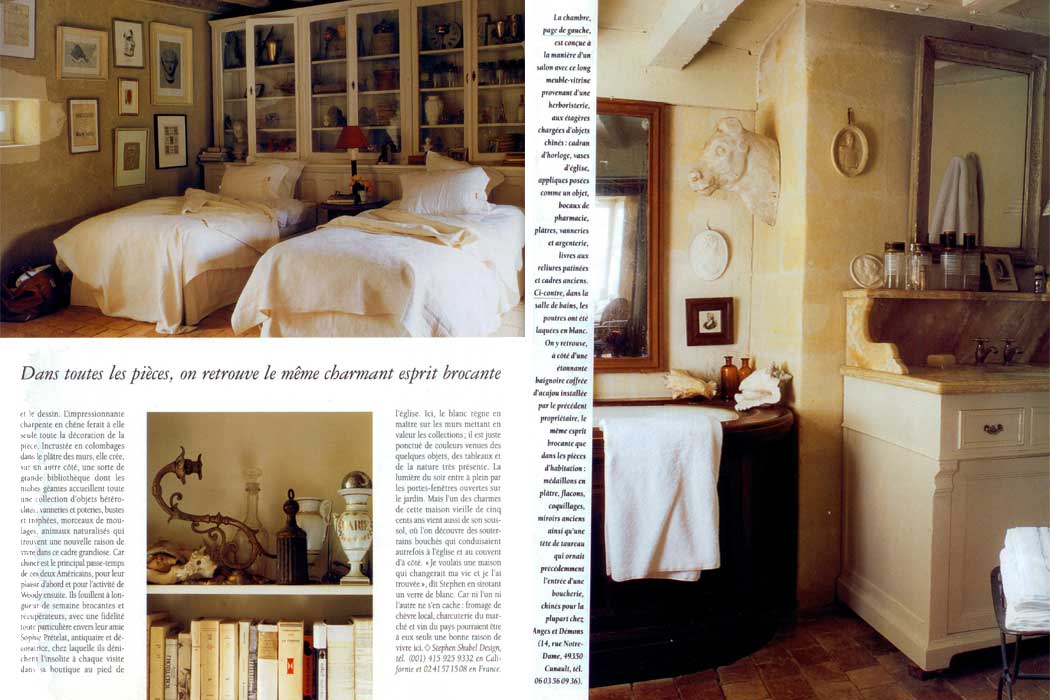 Dans toutes les pièces, on retrouve le même charmant esprit brocante
et le dessin. L'impressionnante
charpente en chêne ferait à elle
seule toute la décoration de la
pièce. Incrustée en colombages
dans le plâtre des murs, elle crée,
sur un autre côté, une sorte de
grande bibliothèque dont les
niches géantes accueillent toute
une collection d'objets hétéro-
clites, vanneries et poteries, bustes
et trophées, morceaux de mou-
lages, animaux naturalisés qui
trouvent une nouvelle raison de
vivre dans ce cadre grandiose. Car
chiner est le principal passe-temps
de ces deux Américains, pour leur
plaisir d'abord et pour l'activité de
Woody ensuite. Ils fouillent à lon-
gueur de semaine brocantes et
récupérateurs, avec une fidélité
toute particulière envers leur amie
Sophie Prételat, antiquaire et dé-
coratrice, chez laquelle ils déni-
chent l'insolite à chaque visite
dans sa boutique au pied de
l'église. Ici, le blanc règne en
maître sur les murs mettant en
valeur les collections ; il est juste
ponctué de couleurs venues des
quelques objets, des tableaux et
de la nature très présente. La
lumière du soir entre à plein par
les portes-fenêtres ouvertes sur
le jardin. Mais l'un des charmes
de cette maison vieille de cinq
cents ans vient aussi de son sous-
sol, où l'on découvre des souter-
rains bouchés qui conduisaient
autrefois à l'église et au couvent
d'à côté. « Je voulais une maison
qui changerait ma vie et je l'ai
trouvée », dit Stephen en sirotant
un verre de blanc. Car ni l'un ni
l'autre ne s'en cache : fromage de
chèvre local, charcuterie du mar-
ché et vin du pays pourraient être
à eux seuls une bonne raison de
vivre ici. ◇ Stephen Shubel Design,
tél. (001) 415 925 9332 en Cali-
fornie et 02 41 57 15 08 en France.
La chambre,
page de gauche,
est conçue à
la manière d'un
salon avec ce long
meuble-vitrine
provenant d'une
herboristerie,
aux étagères
chargées d'objets
chinés : cadran
d'horloge, vases
d'église,
appliques posées
comme un objet,
bocaux de
pharmacie,
plâtres, vanneries
et argenterie,
livres aux
reliures patinées
et cadres anciens.
Ci-contre, dans la
salle de bains, les
poutres ont été
laquées en blanc.
On y retrouve,
à côté d'une
étonnante
baignoire coffrée
d'acajou installée
par le précédent
propriétaire, le
même esprit
brocante que
dans les pièces
d'habitation :
médaillons en
plâtre, flacons,
coquillages,
miroirs anciens
ainsi qu'une
tête de taureau
qui ornait
précédemment
l'entrée d'une
boucherie,
chinés pour la
plupart chez
Anges et Démons
(14, rue Notre-
Dame, 49350
Cunault, tél.
06 03 56 09 36).